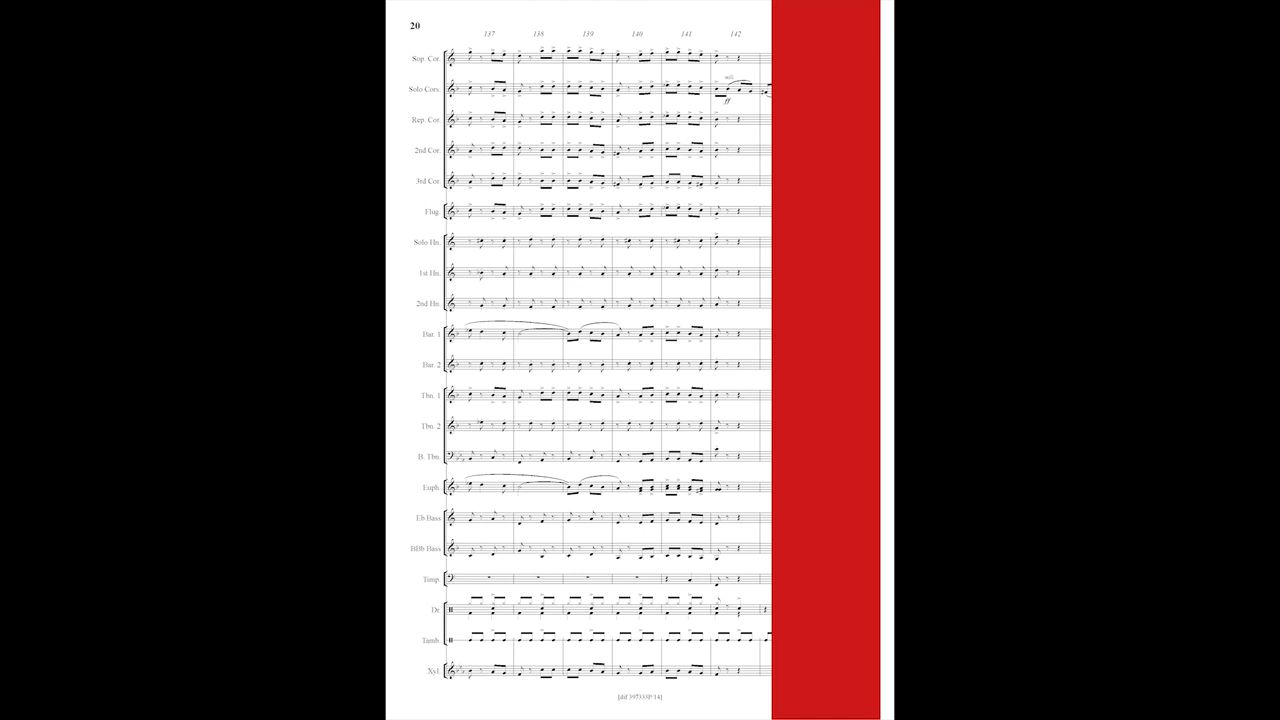 20
137 138 139 140 141 142
Sop. Cor.
Solo Cors.
solo
ff
Rep. Cor.
2nd Cor.
3rd Cor.
Flug.
Solo Hn.
1st Hn.
2nd Hn.
Bar. 1
Bar. 2
Tbn. 1
Tbn. 2
B. Tbn.
Euph.
Eb Bass
BBb Bass
Timp.
Dr
Tamb.
Xyl